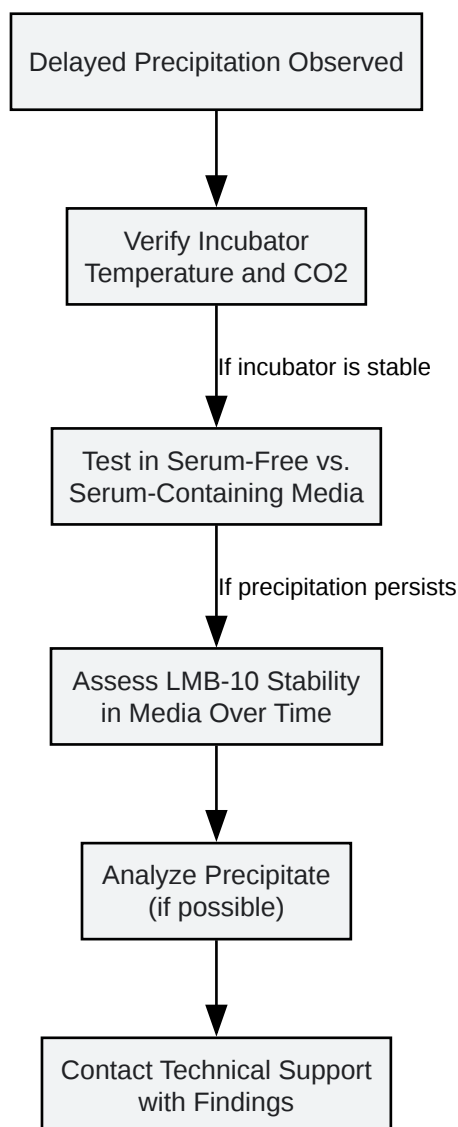 Delayed Precipitation Observed
Verify Incubator
Temperature and CO2
If incubator is stable
Test in Serum-Free vs.
Serum-Containing Media
If precipitation persists
Assess LMB-10 Stability
in Media Over Time
Analyze Precipitate
(if possible)
Contact Technical Support
with Findings